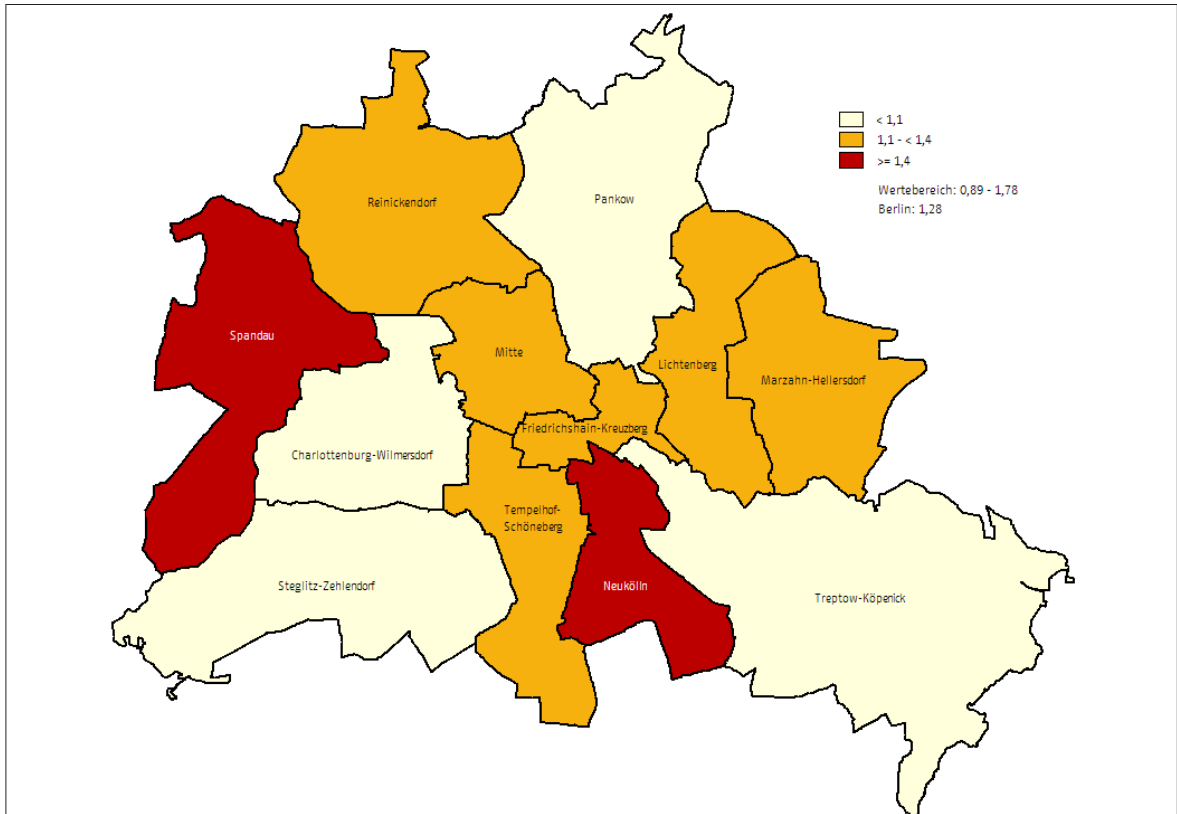 < 1,1
1,1 - < 1,4
>= 1,4
Wertebereich: 0,89 - 1,78
Berlin: 1,28
Reinickendorf
Pankow
Spandau
Mitte
Lichtenberg
Marzahn-Hellersdorf
Friedrichshain-Kreuzberg
Charlottenburg-Wilmersdorf
Tempelhof-
Schöneberg
Steglitz-Zehlendorf
Neukölln
Treptow-Köpenick